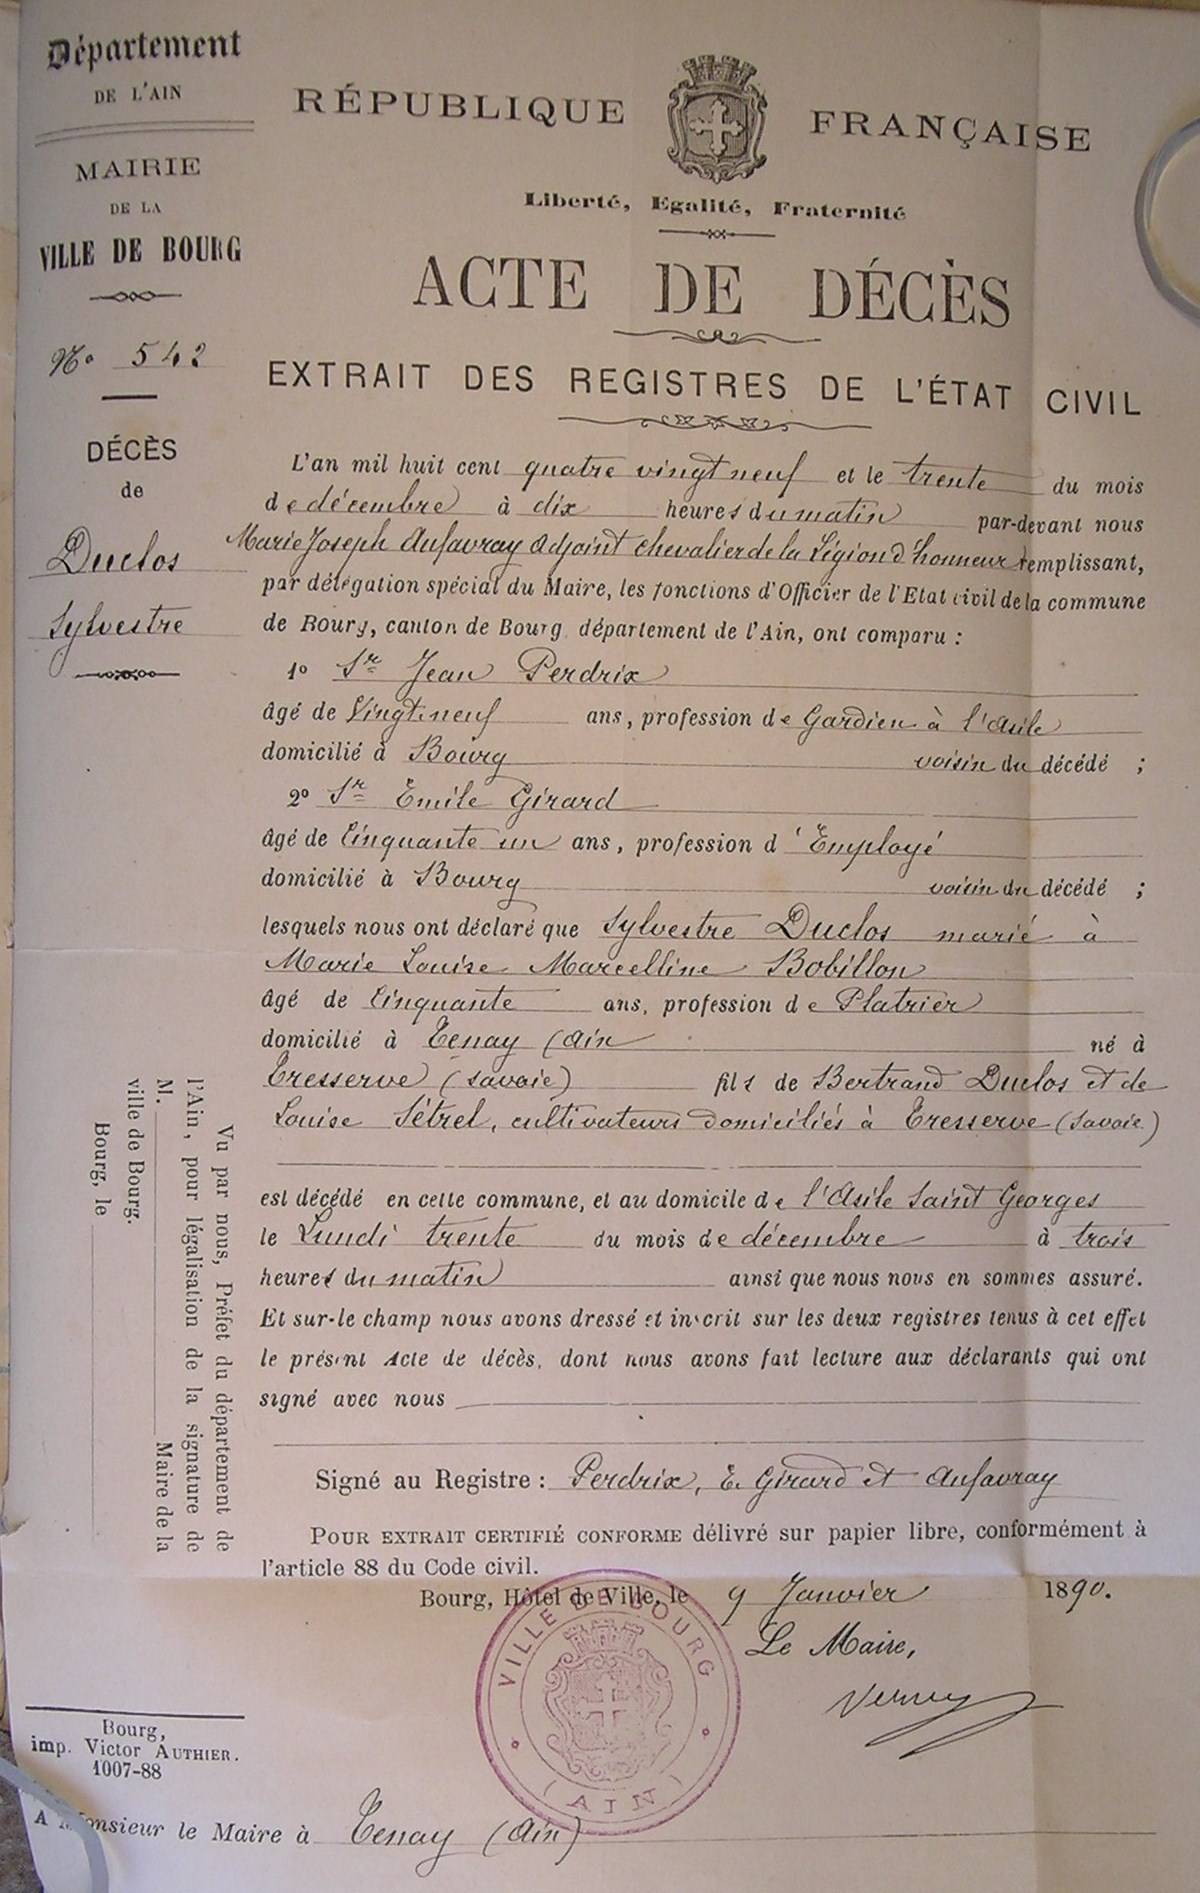 Département
DE L'AIN
MAIRIE
DE LA
VILLE DE BOURG
No 542
DÉCÈS
de
Duclos
Sylvestre
RÉPUBLIQUE FRANÇAISE
Liberté, Egalité, Fraternité
ACTE DE DÉCÈS
EXTRAIT DES REGISTRES DE L'ÉTAT CIVIL
L'an mil huit cent quatre vingt neuf et le trente du mois
de décembre à dix heures du matin par-devant nous
Marie Joseph Aufavray Adjoint chevalier de la Légion d'honneur remplissant,
par délégation spécial du Maire, les fonctions d'Officier de l'Etat civil de la commune
de Bourg, canton de Bourg département de l'Ain, ont comparu :
1o Sr Jean Perdrix
âgé de Vingt neuf ans, profession de Gardien à l'Asile
domicilié à Bourg voisin du décédé ;
2o Sr Emile Girard
âgé de Cinquante un ans, profession d'Employé
domicilié à Bourg voisin du décédé ;
lesquels nous ont déclaré que Sylvestre Duclos marié à
Marie Louise Marcelline Bobillon
âgé de Cinquante ans, profession de Platrier
domicilié à Tenay (Ain né à
Tresserve (Savoie) fils de Bertrand Duclos et de
Louise Sétrel, cultivateurs domiciliés à Tresserve (Savoie)
est décédé en cette commune, et au domicile de l'Asile Saint Georges
le Lundi trente du mois de décembre à trois
heures du matin ainsi que nous nous en sommes assuré.
Et sur-le champ nous avons dressé et inscrit sur les deux registres tenus à cet effet
le présent Acte de décès, dont nous avons fait lecture aux déclarants qui ont
signé avec nous
Signé au Registre : Perdrix, E. Girard et Aufavray
POUR EXTRAIT CERTIFIÉ CONFORME délivré sur papier libre, conformément à
l'article 88 du Code civil.
Bourg, Hôtel de Ville, le 9 Janvier 1890.
Le Maire,
VILLE DE BOURG
(AIN)
Vu par nous, Préfet du département de
l'Ain, pour légalisation de la signature de
M. Maire de la
ville de Bourg.
Bourg, le
Bourg,
imp. Victor AUTHIER.
1007-88
A Monsieur le Maire à Tenay (Ain)